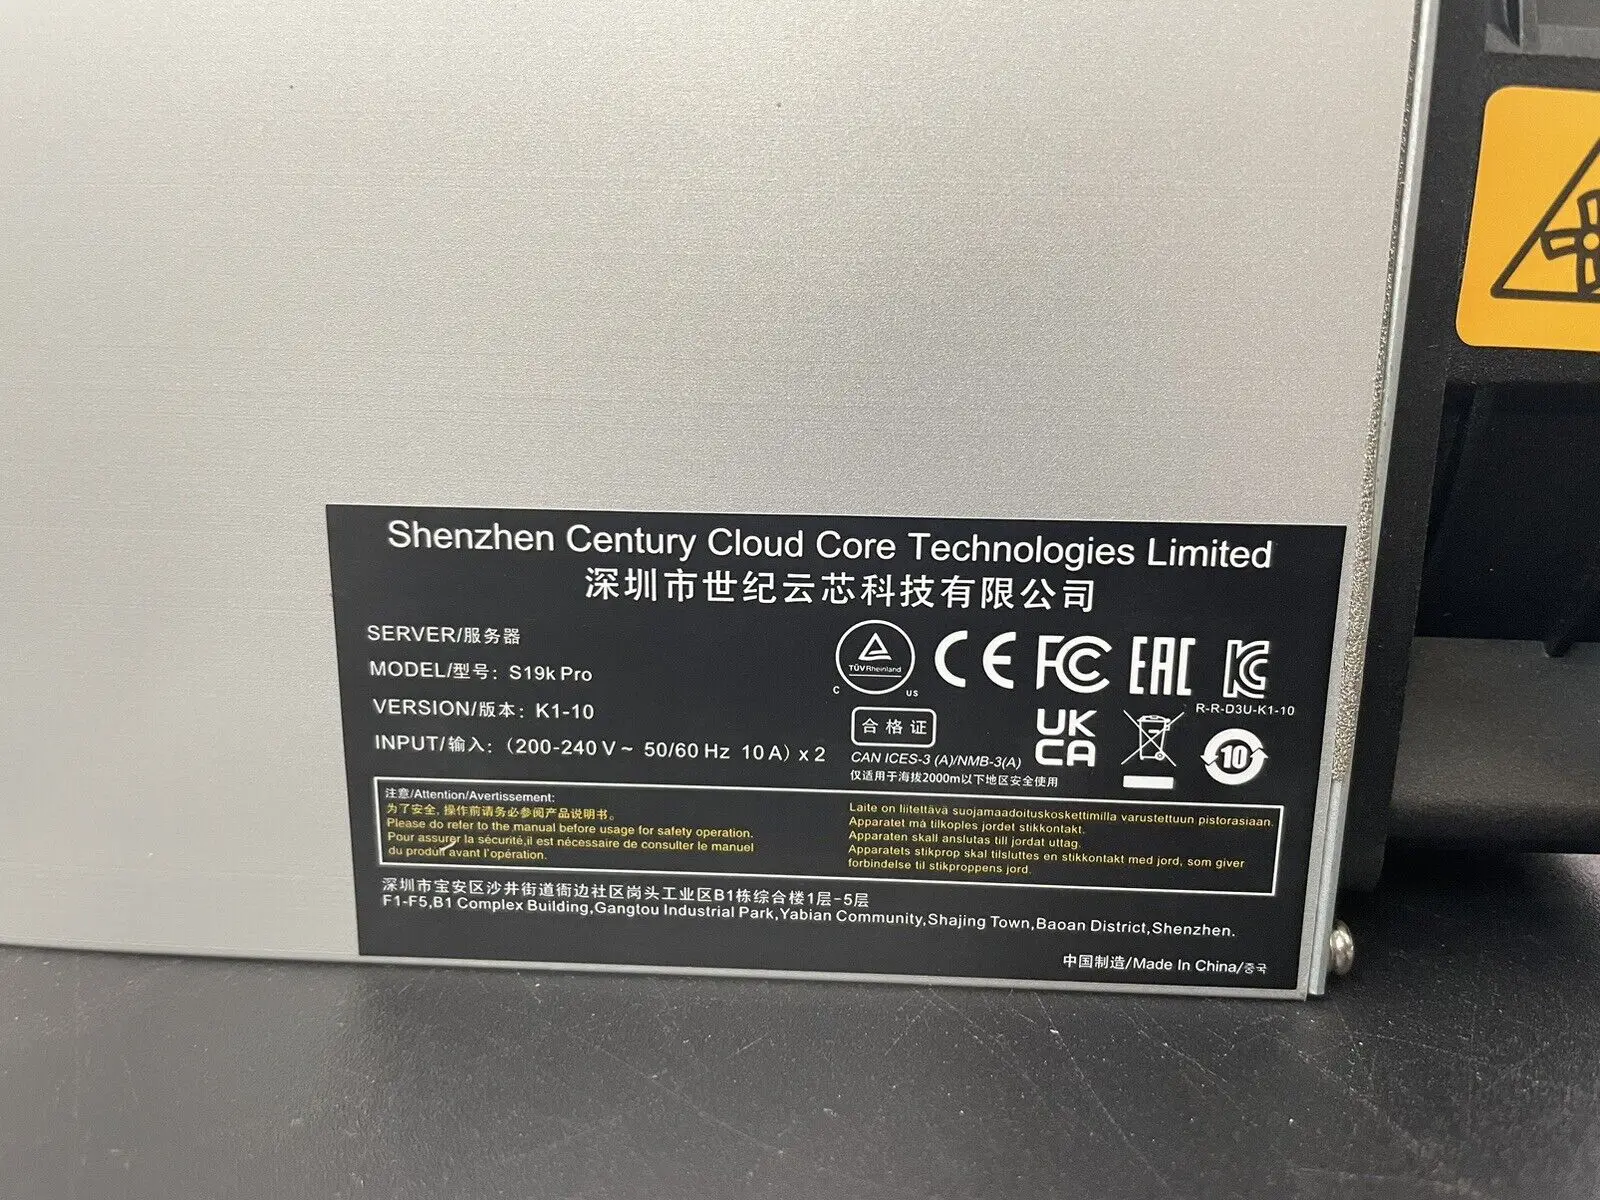 Shenzhen Century Cloud Core Technologies Limited
深圳市世纪云芯科技有限公司
SERVER/服务器
MODEL/型号: S19k Pro
VERSION/版本: K1-10
INPUT/输入: (200-240 V ~ 50/60 Hz 10 A) x 2
TÜVRheinland
C US
CE FC EAC KC
R-R-D3U-K1-10
合格证
UK
CA
10
CAN ICES-3 (A)/NMB-3(A)
仅适用于海拔2000m以下地区安全使用
注意/Attention/Avertissement:
为了安全, 操作前请务必参阅产品说明书。
Please do refer to the manual before usage for safety operation.
Pour assurer la sécurité,il est nécessaire de consulter le manuel
du produit avant l'opération.
Laite on liitettävä suojamaadoituskoskettimilla varustettuun pistorasiaan.
Apparatet må tilkoples jordet stikkontakt.
Apparaten skall anslutas till jordat uttag.
Apparatets stikprop skal tilsluttes en stikkontakt med jord, som giver
forbindelse til stikproppens jord.
深圳市宝安区沙井街道衙边社区岗头工业区B1栋综合楼1层-5层
F1-F5,B1 Complex Building,Gangtou Industrial Park,Yabian Community,Shajing Town,Baoan District,Shenzhen.
中国制造/Made In China/중국